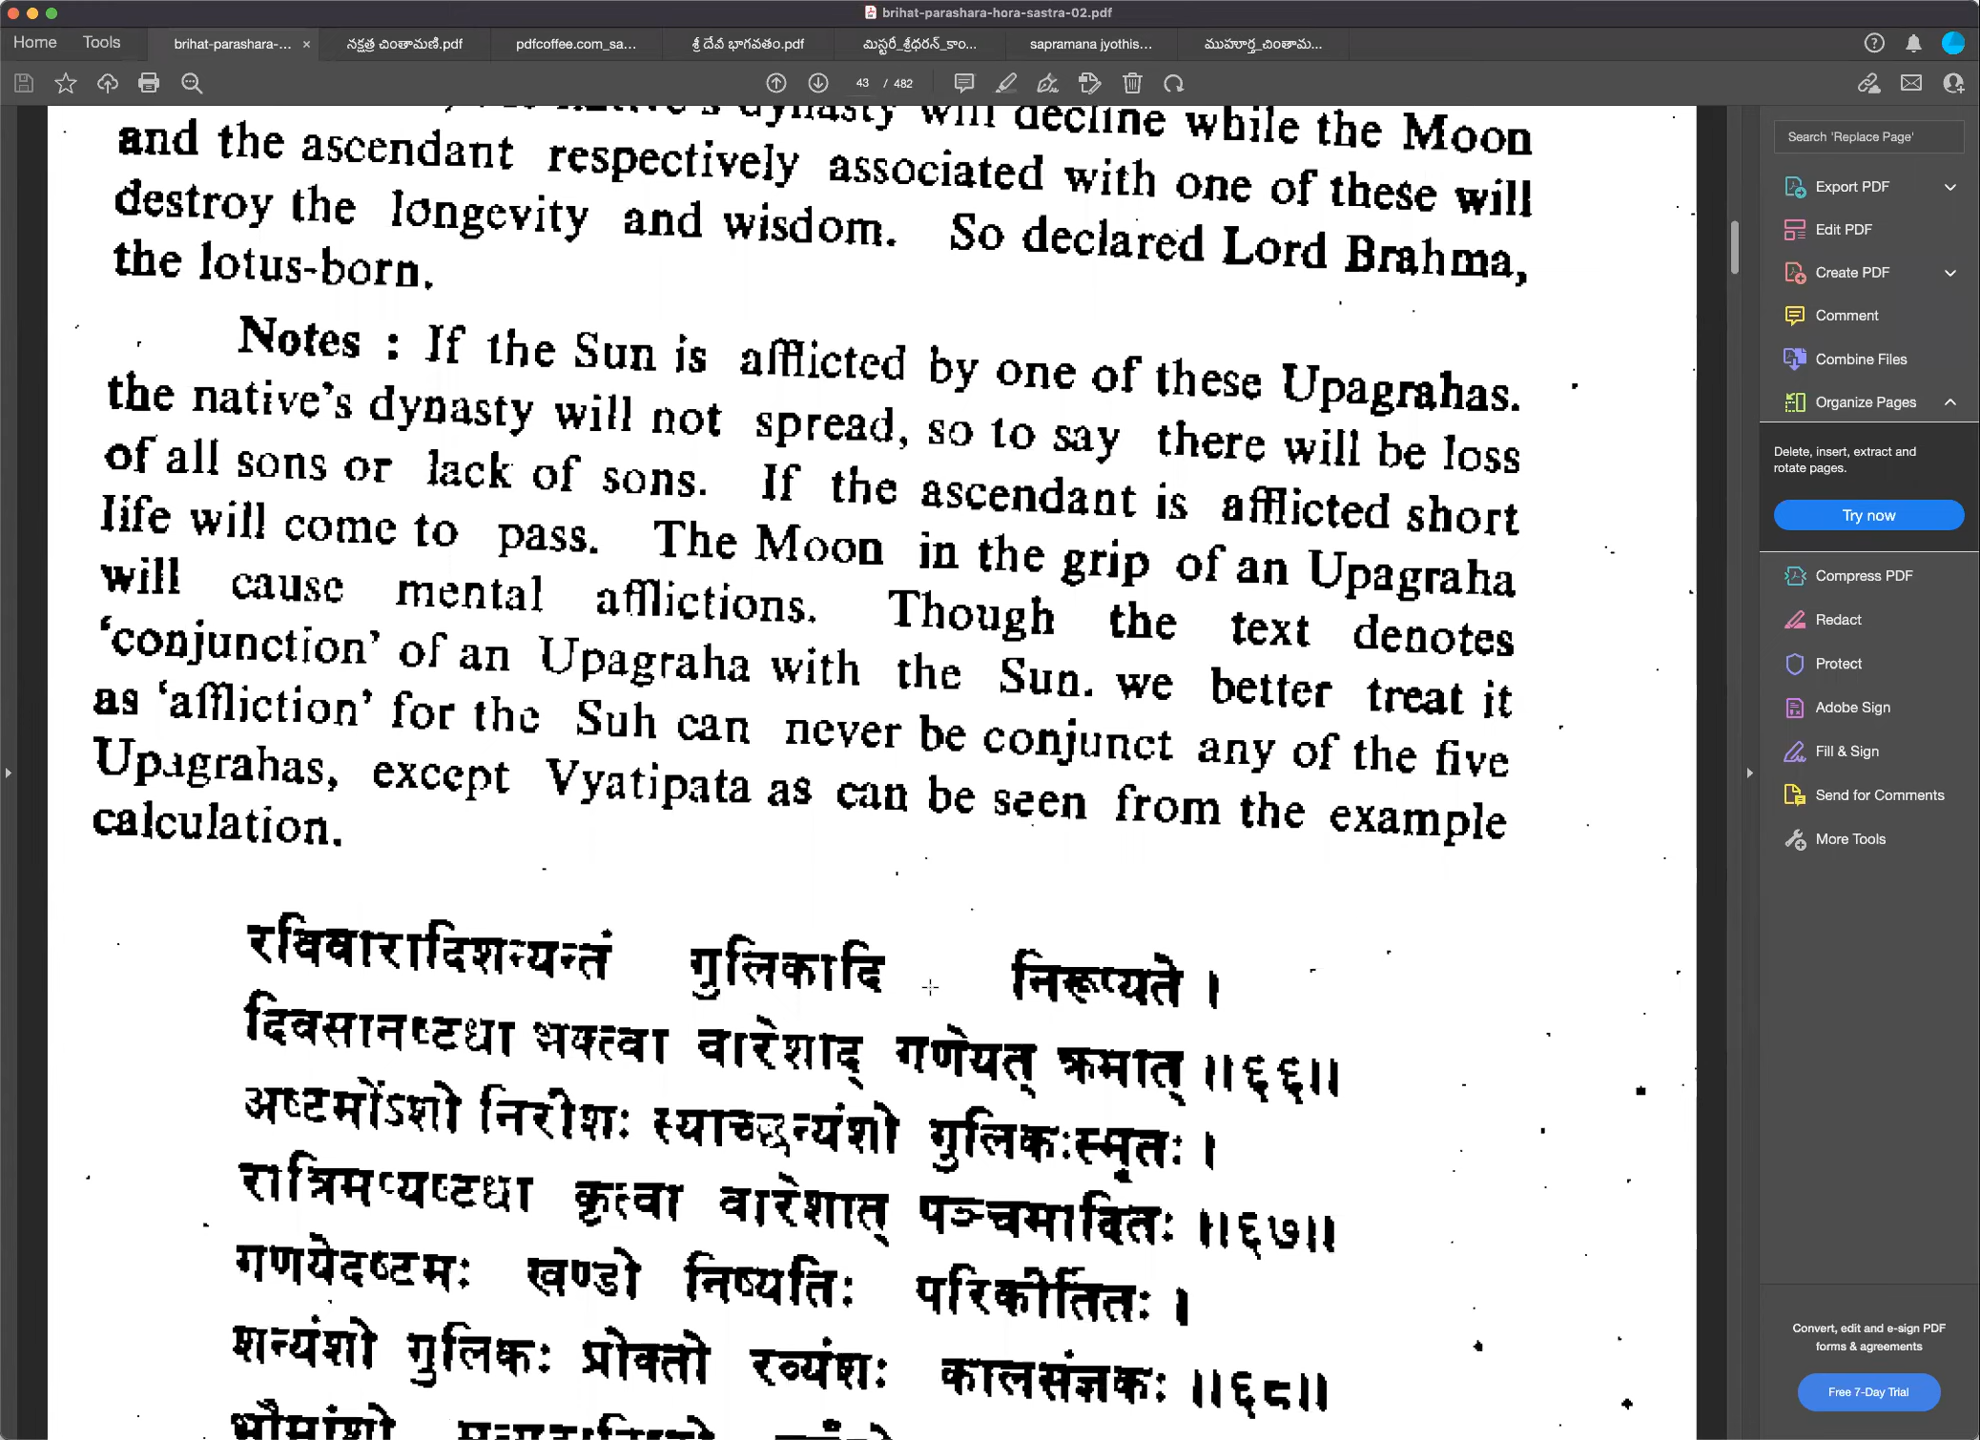 brihat-parashara-hora-sastra-02.pdf
Home Tools brihat-parashara-... × నక్షత్ర చింతామణి.pdf pdfcoffee.com_sa... శ్రీ దేవీ భాగవతం.pdf మిస్టరీ_శ్రీధరన్_కాం... sapramana jyothis... ముహూర్త_చింతామ...
43 / 482
native's dynasty will decline while the Moon
and the ascendant respectively associated with one of these will
destroy the longevity and wisdom. So declared Lord Brahma,
the lotus-born.
Notes : If the Sun is afflicted by one of these Upagrahas.
the native's dynasty will not spread, so to say there will be loss
of all sons or lack of sons. If the ascendant is afflicted short
life will come to pass. The Moon in the grip of an Upagraha
will cause mental afflictions. Though the text denotes
‘conjunction’ of an Upagraha with the Sun. we better treat it
as ‘affliction’ for the Suh can never be conjunct any of the five
Upagrahas, except Vyatipata as can be seen from the example
calculation.
रविवारादिशन्यन्तं गुलिकादि निरूप्यते ।
दिवसानष्टधा भक्त्वा वारेशाद् गणेयत् क्रमात् ॥६६॥
अष्टमोंऽशो निरीशः स्याच्छन्यंशो गुलिकःस्मृतः ।
रात्रिमप्यष्टधा कृत्वा वारेशात् पञ्चमादितः ॥६७॥
गणयेदष्टमः खण्डो निष्पतिः परिकीर्तितः ।
शन्यंशो गुलिकः प्रोक्तो रव्यंशः कालसंज्ञकः ॥६८॥
भौमांशो
Search 'Replace Page'
Export PDF
Edit PDF
Create PDF
Comment
Combine Files
Organize Pages
Delete, insert, extract and
rotate pages.
Try now
Compress PDF
Redact
Protect
Adobe Sign
Fill & Sign
Send for Comments
More Tools
Convert, edit and e-sign PDF
forms & agreements
Free 7-Day Trial